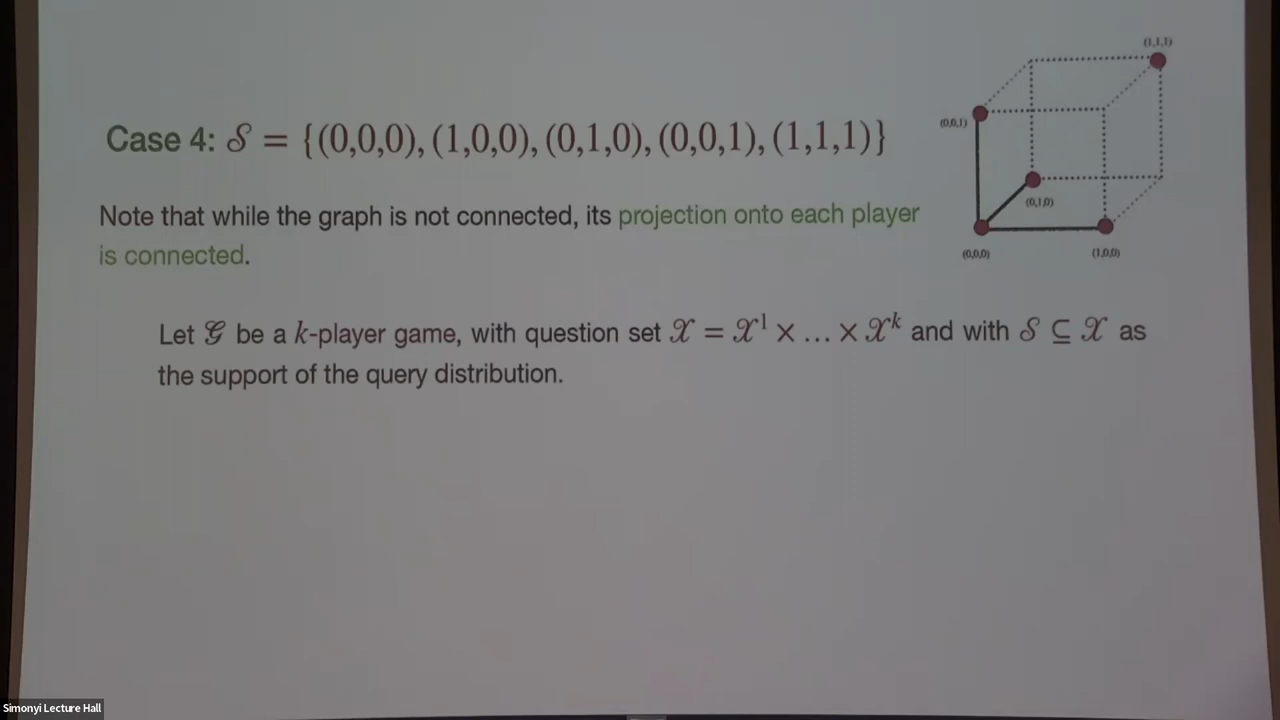 (1,1,1)
Case 4: 𝒮 = {(0,0,0), (1,0,0), (0,1,0), (0,0,1), (1,1,1)}
(0,0,1)
(0,1,0)
Note that while the graph is not connected, its projection onto each player
is connected.
(0,0,0)
(1,0,0)
Let 𝒢 be a k-player game, with question set 𝒳 = 𝒳¹ × … × 𝒳ᵏ and with 𝒮 ⊆ 𝒳 as
the support of the query distribution.
Simonyi Lecture Hall